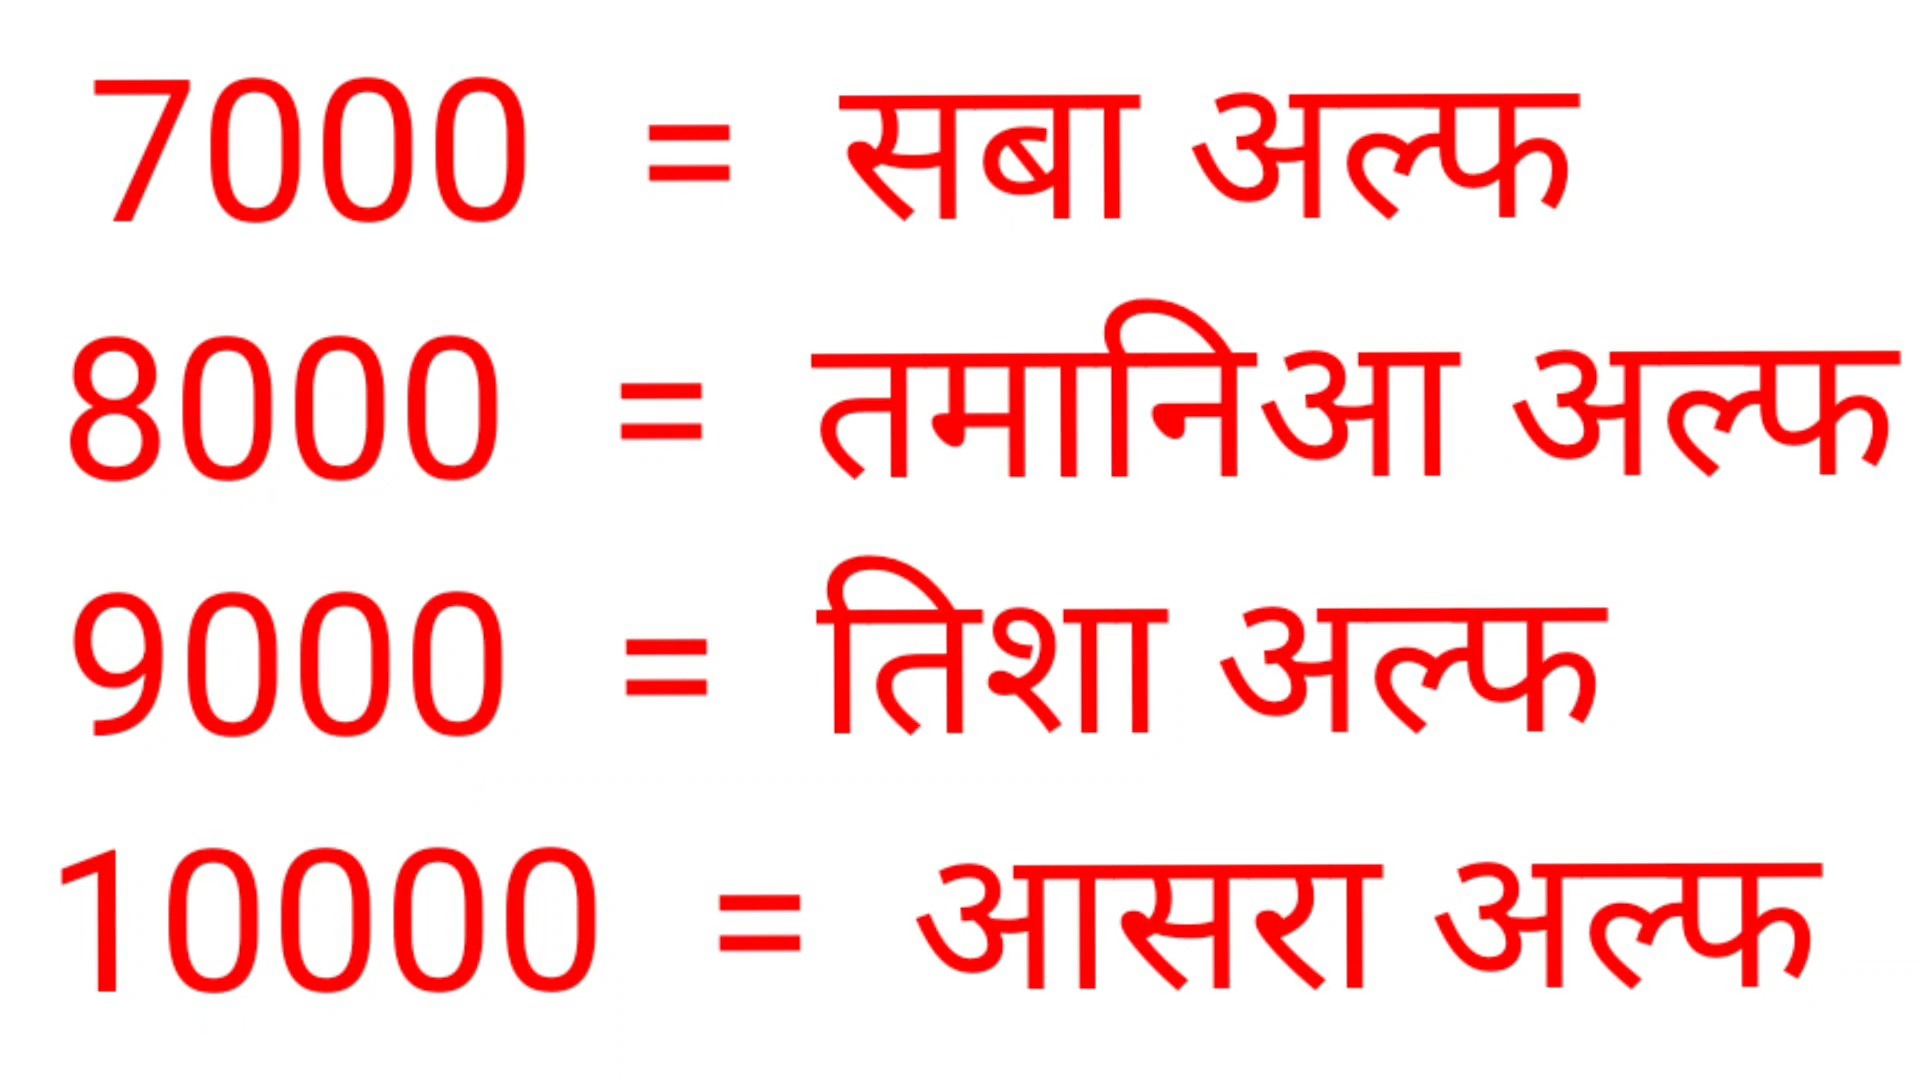 7000 = सबा अल्फ
8000 = तमानिआ अल्फ
9000 = तिशा अल्फ
10000 = आसरा अल्फ